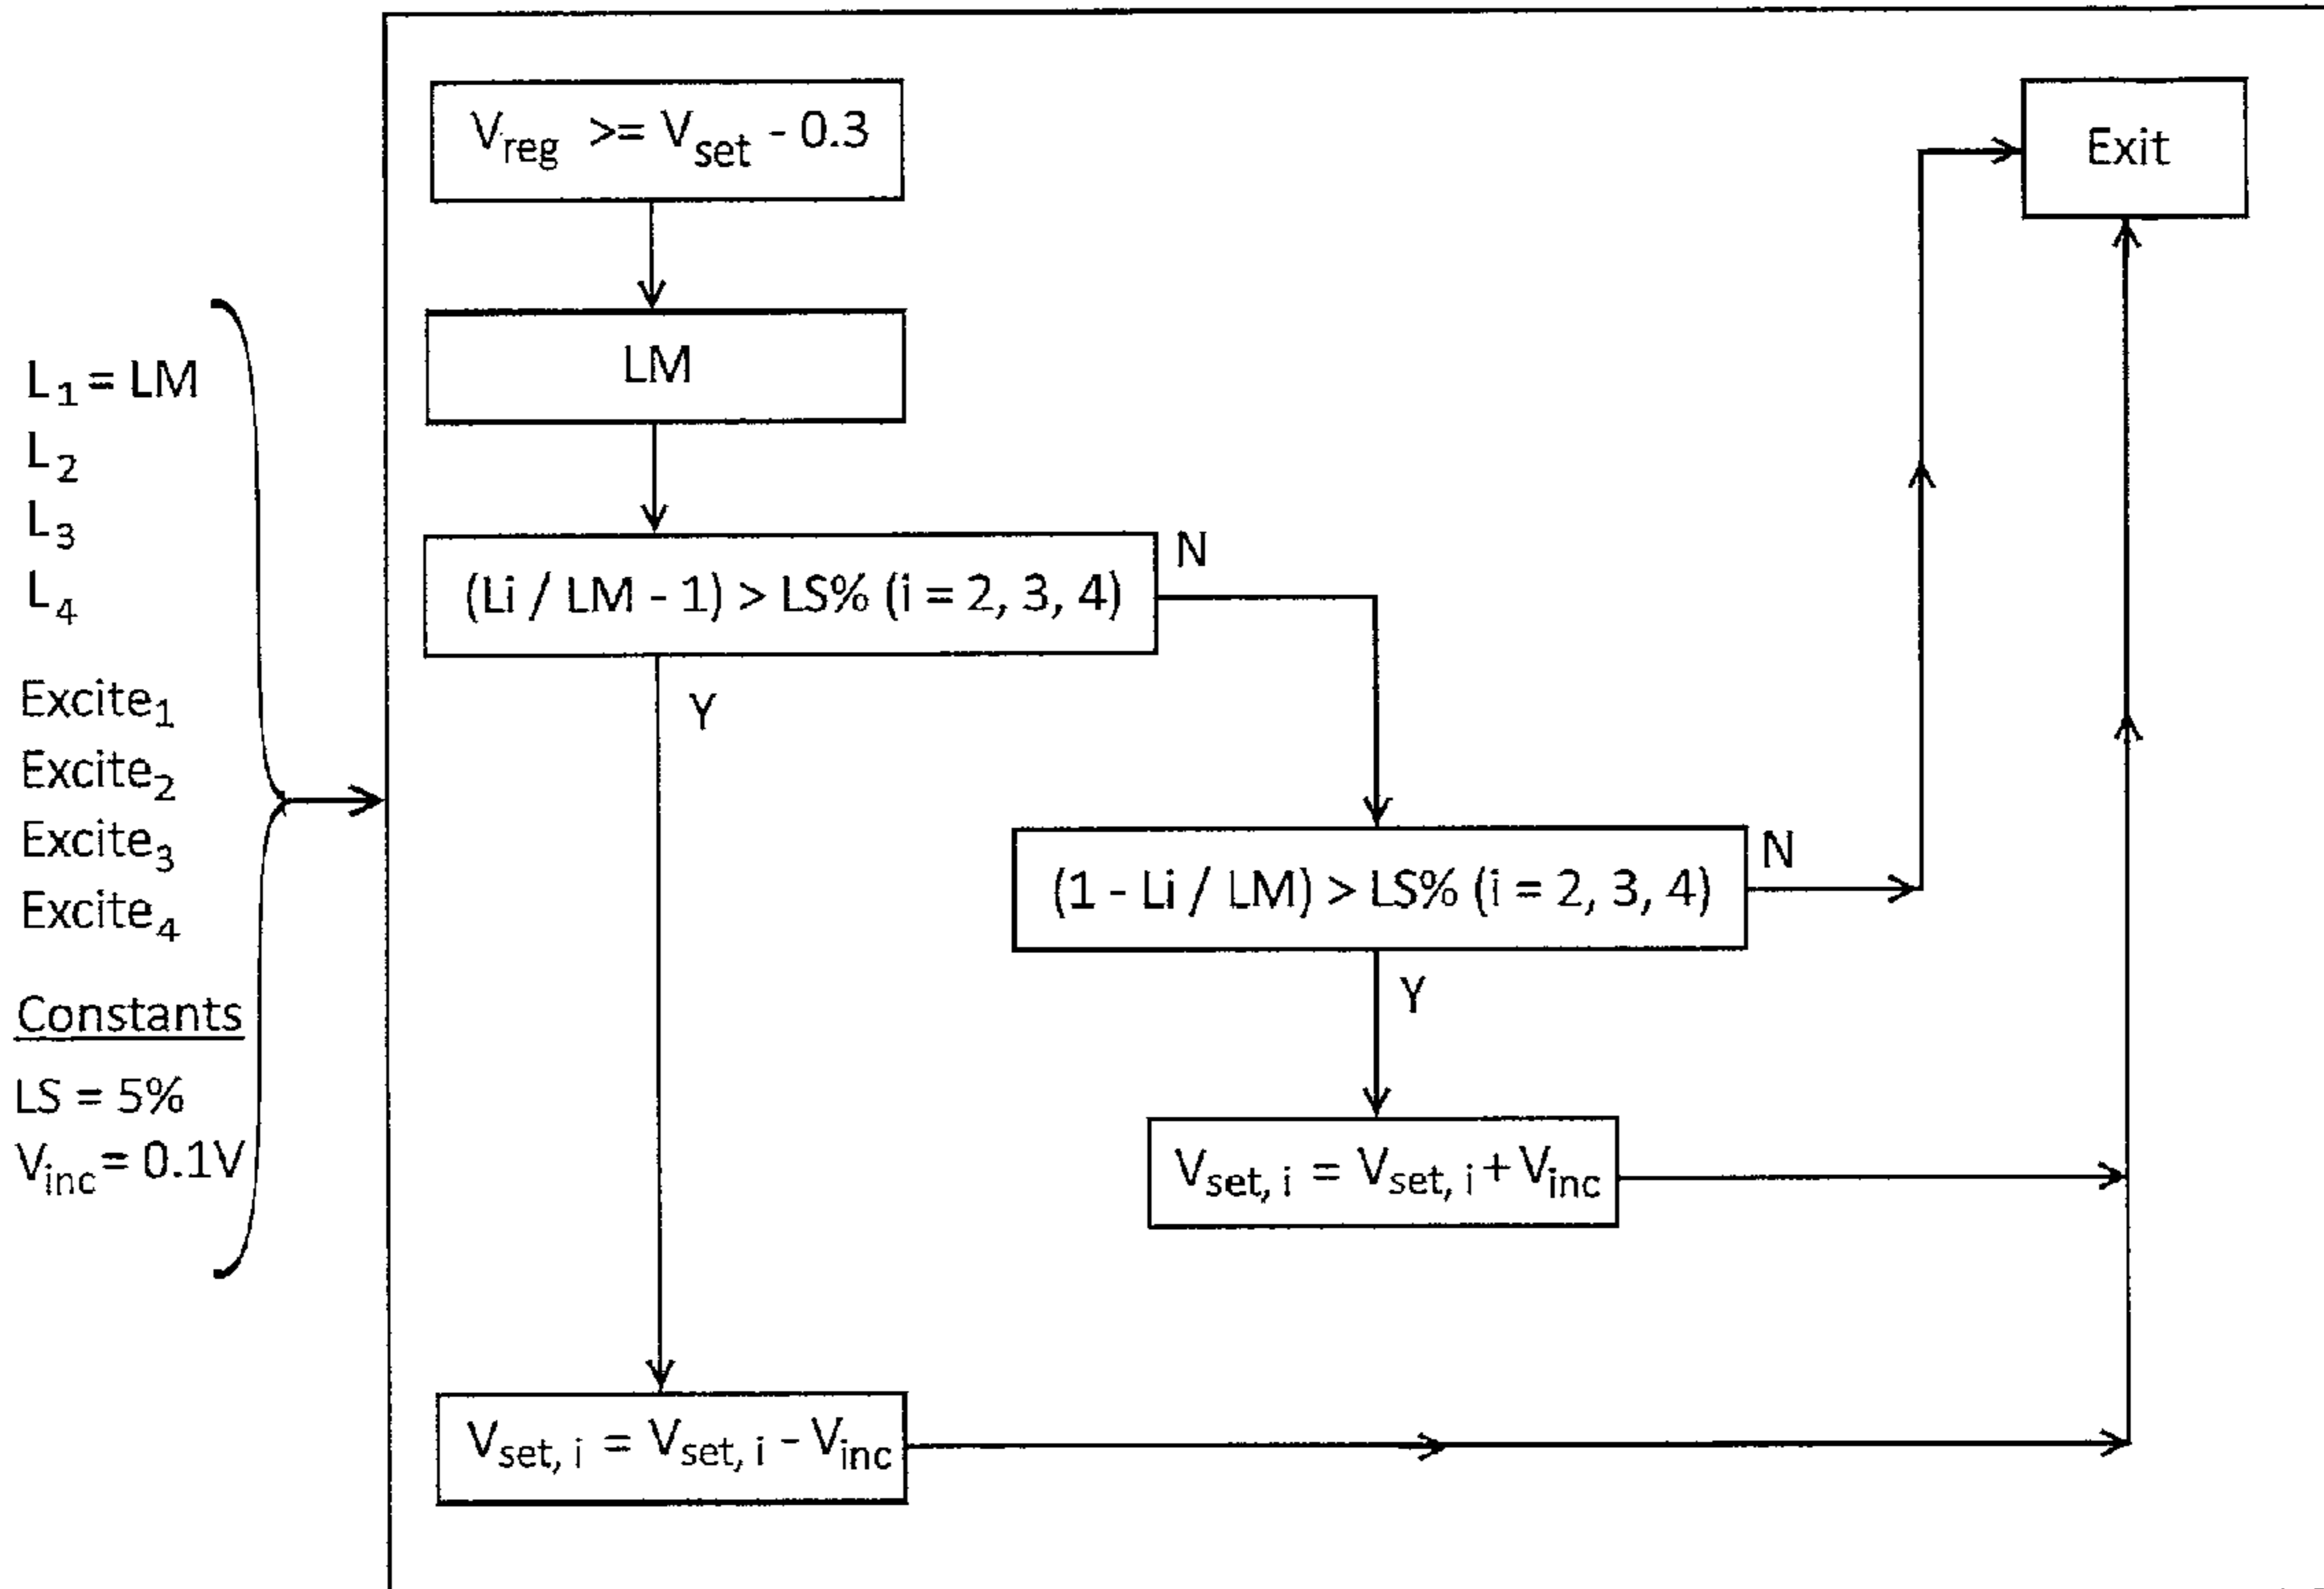 L1 = LM
L2
L3
L4
Excite1
Excite2
Excite3
Excite4
Constants
LS = 5%
Vinc = 0.1V
Vreg >= Vset - 0.3
LM
(Li / LM - 1) > LS% (i = 2, 3, 4)
N
Y
(1 - Li / LM) > LS% (i = 2, 3, 4)
N
Y
Vset, i = Vset, i + Vinc
Vset, i = Vset, i - Vinc
Exit